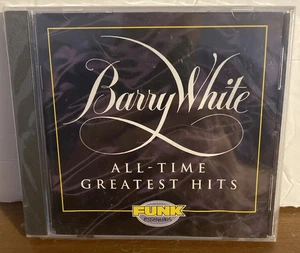 Barry White
ALL-TIME
GREATEST HITS
FUNK